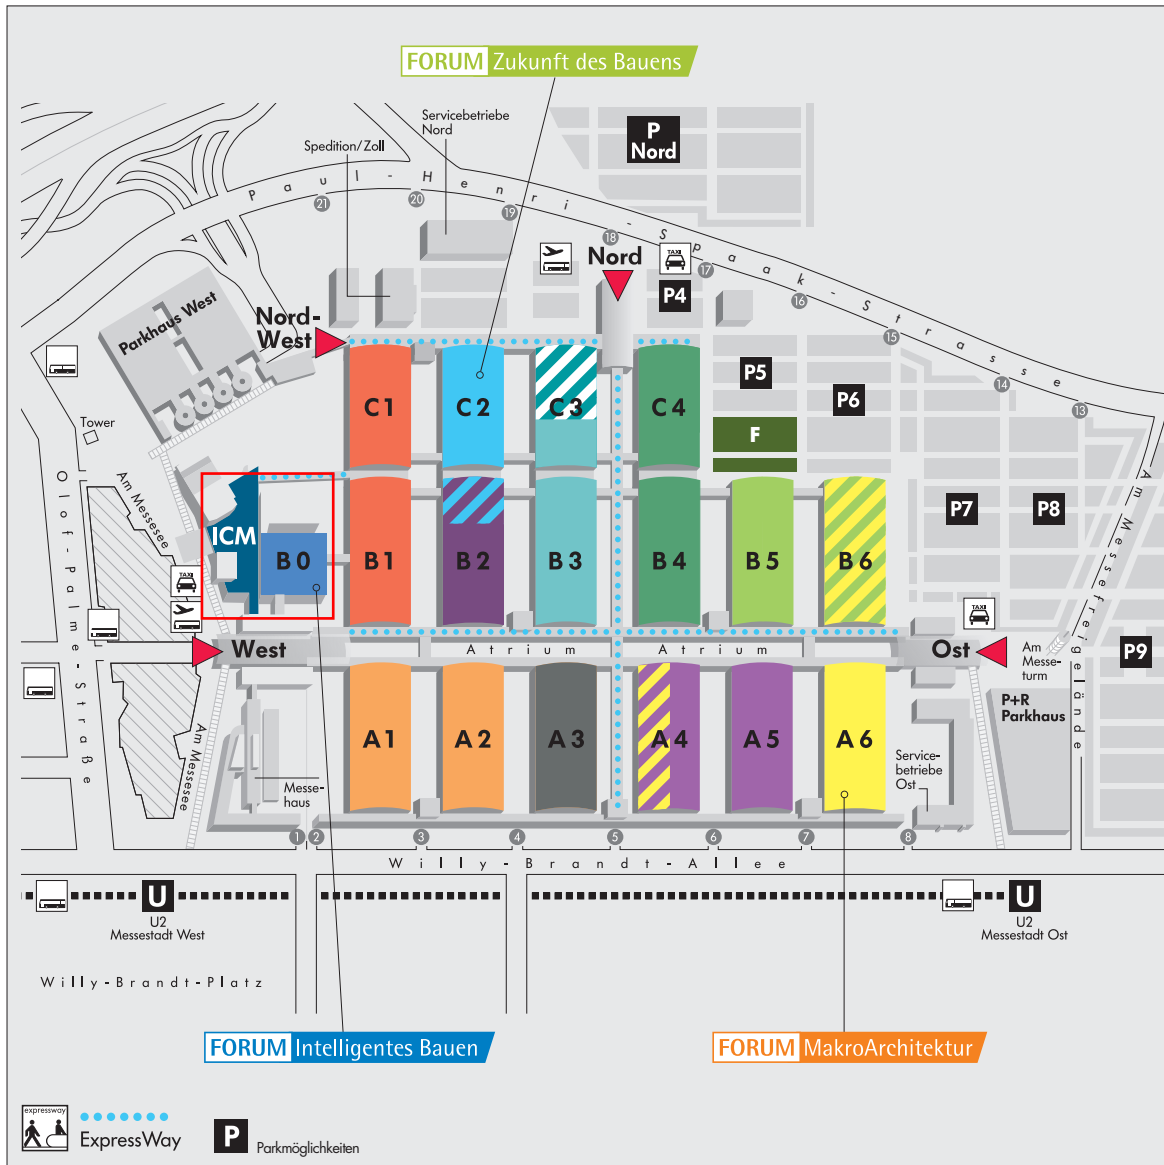 FORUM Zukunft des Bauens
Servicebetriebe
Nord
Spedition/Zoll
P
Nord
Paul-Henri-Spaak-Strasse
21
20
19
18
17
16
15
14
13
TAXI
Nord
P4
Parkhaus West
Nord-
West
P5
P6
C1
C2
C3
C4
F
Tower
Am Messesee
Olof-Palme-Straße
ICM
B0
B1
B2
B3
B4
B5
B6
P7
P8
Am Messefreigelände
TAXI
TAXI
West
Atrium
Atrium
Ost
Am
Messe-
turm
P9
P+R
Parkhaus
Am Messesee
A1
A2
A3
A4
A5
A6
Service-
betriebe
Ost
Messe-
haus
1
2
3
4
5
6
7
8
Willy-Brandt-Allee
U
U2
Messestadt West
U
U2
Messestadt Ost
Willy-Brandt-Platz
FORUM Intelligentes Bauen
FORUM MakroArchitektur
expressway
ExpressWay
P
Parkmöglichkeiten